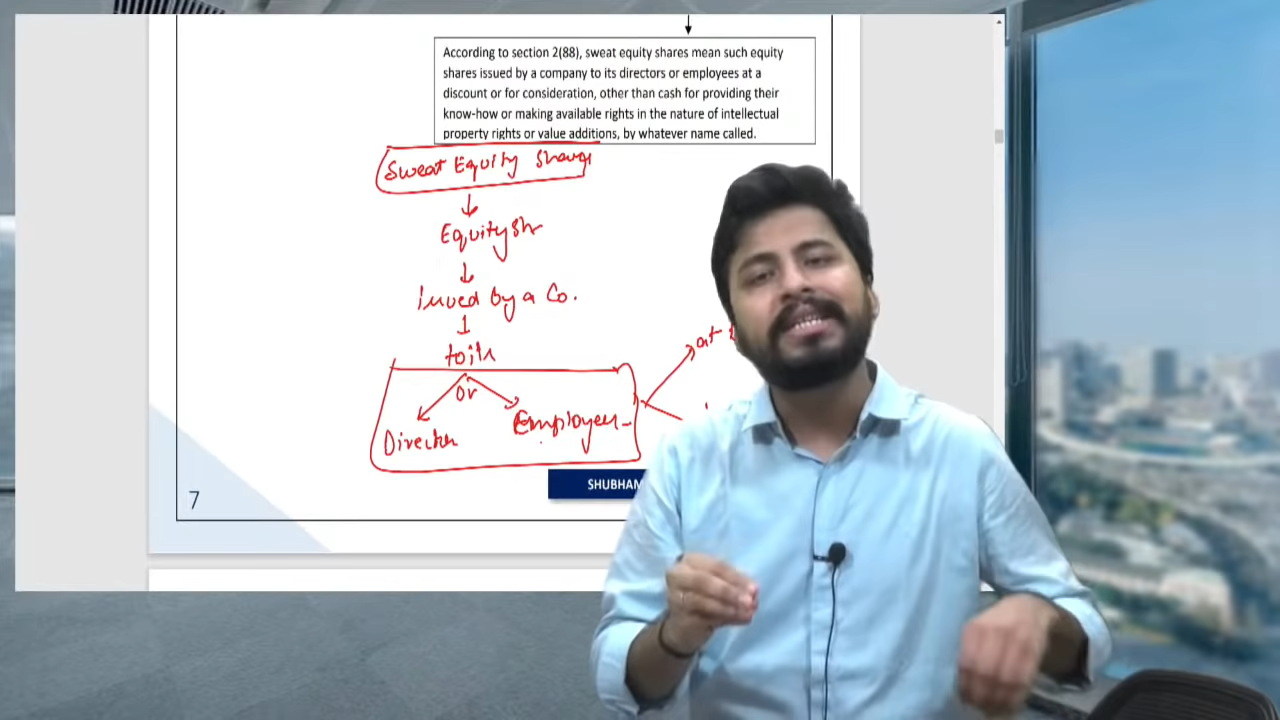 According to section 2(88), sweat equity shares mean such equity
shares issued by a company to its directors or employees at a
discount or for consideration, other than cash for providing their
know-how or making available rights in the nature of intellectual
property rights or value additions, by whatever name called.
Sweat Equity Shares
Equity Sh
issued by a Co.
to its
or
Director
Employees
at
7
SHUBHAM